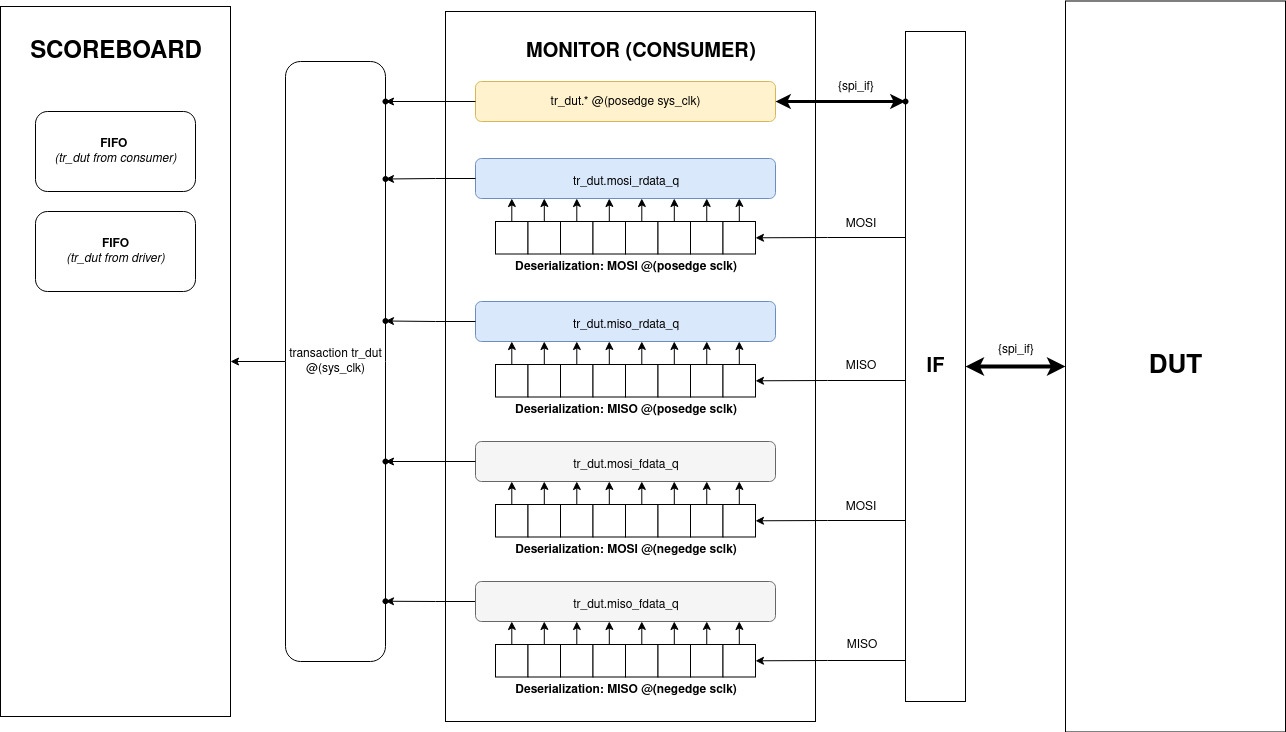 SCOREBOARD
FIFO
(tr_dut from consumer)
FIFO
(tr_dut from driver)
transaction tr_dut
@(sys_clk)
MONITOR (CONSUMER)
tr_dut.* @(posedge sys_clk)
{spi_if}
tr_dut.mosi_rdata_q
MOSI
Deserialization: MOSI @(posedge sclk)
tr_dut.miso_rdata_q
MISO
Deserialization: MISO @(posedge sclk)
tr_dut.mosi_fdata_q
MOSI
Deserialization: MOSI @(negedge sclk)
tr_dut.miso_fdata_q
MISO
Deserialization: MISO @(negedge sclk)
IF
{spi_if}
DUT